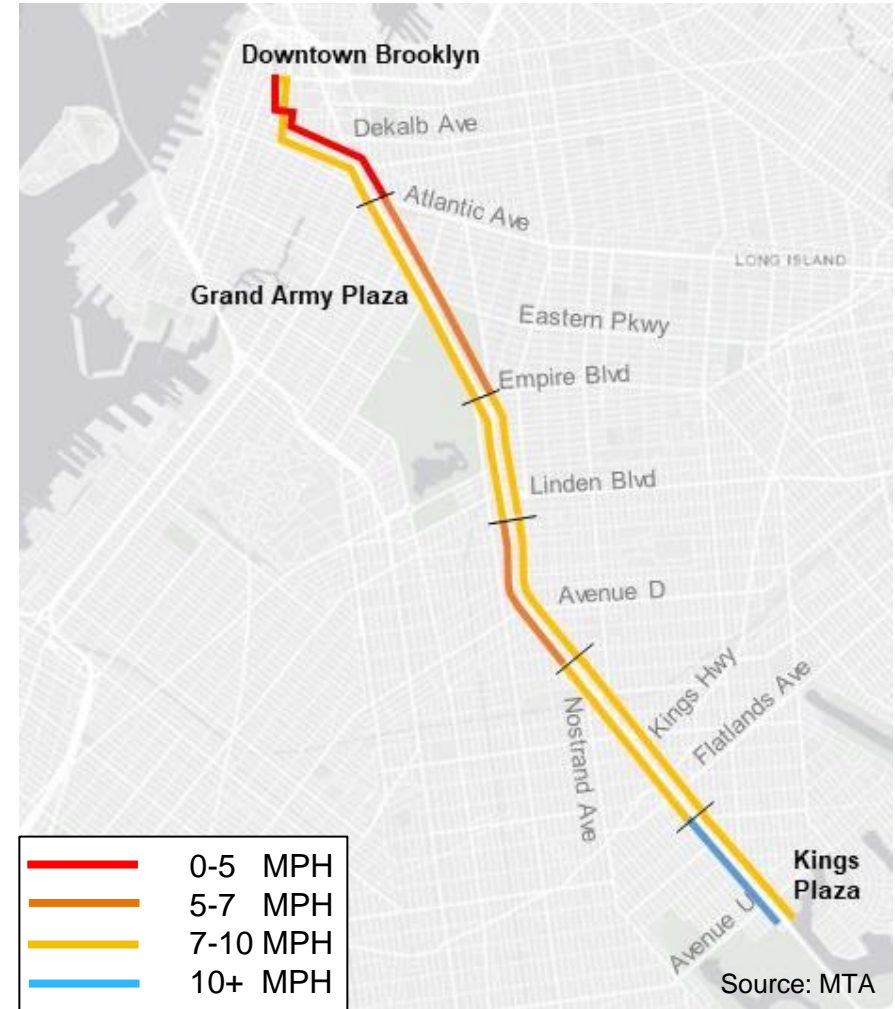 Downtown Brooklyn
Dekalb Ave
Atlantic Ave
LONG ISLAND
Grand Army Plaza
Eastern Pkwy
Empire Blvd
Linden Blvd
Avenue D
Kings Hwy
Flatlands Ave
Nostrand Ave
Kings
Plaza
Avenue U
0-5 MPH
5-7 MPH
7-10 MPH
10+ MPH
Source: MTA